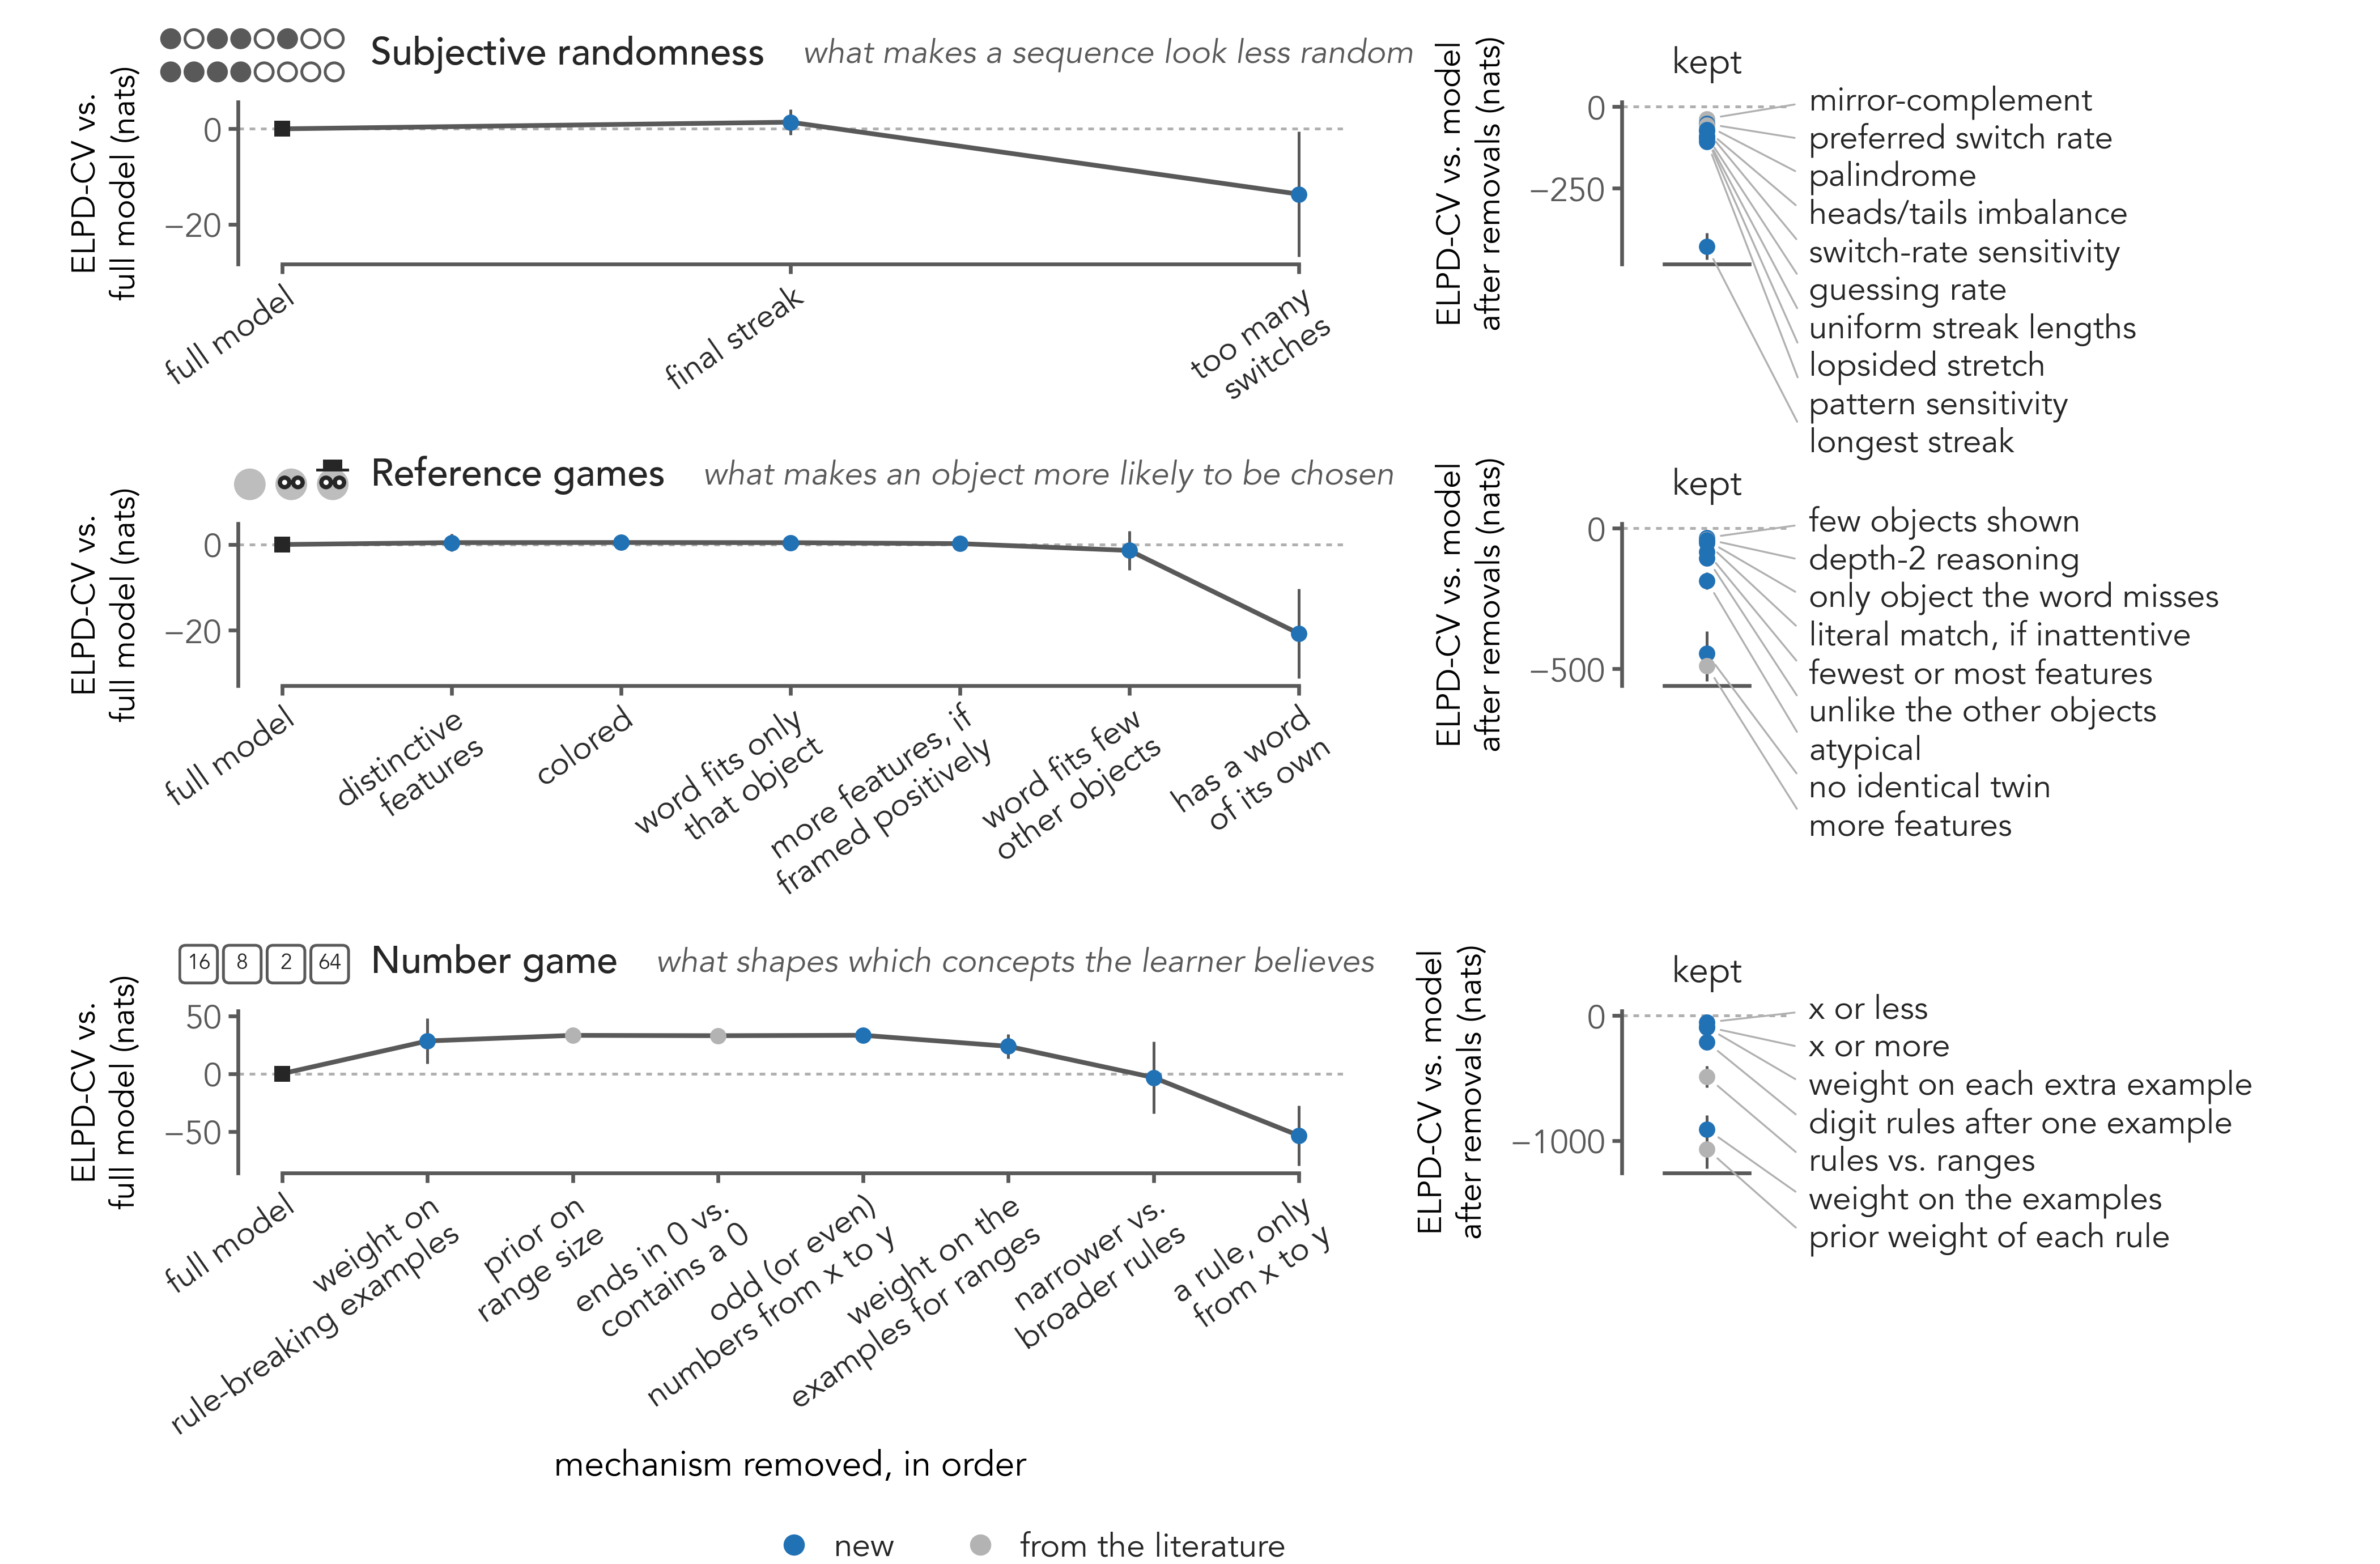 Subjective randomness what makes a sequence look less random
ELPD-CV vs.
full model (nats)
0
−20
full model
final streak
too many
switches
ELPD-CV vs. model
after removals (nats)
kept
0
−250
mirror-complement
preferred switch rate
palindrome
heads/tails imbalance
switch-rate sensitivity
guessing rate
uniform streak lengths
lopsided stretch
pattern sensitivity
longest streak
Reference games what makes an object more likely to be chosen
ELPD-CV vs.
full model (nats)
0
−20
full model
distinctive
features
colored
word fits only
that object
more features, if
framed positively
word fits few
other objects
has a word
of its own
ELPD-CV vs. model
after removals (nats)
kept
0
−500
few objects shown
depth-2 reasoning
only object the word misses
literal match, if inattentive
fewest or most features
unlike the other objects
atypical
no identical twin
more features
16 8 2 64
Number game what shapes which concepts the learner believes
ELPD-CV vs.
full model (nats)
50
0
−50
full model
weight on
rule-breaking examples
prior on
range size
ends in 0 vs.
contains a 0
odd (or even)
numbers from x to y
weight on the
examples for ranges
narrower vs.
broader rules
a rule, only
from x to y
ELPD-CV vs. model
after removals (nats)
kept
0
−1000
x or less
x or more
weight on each extra example
digit rules after one example
rules vs. ranges
weight on the examples
prior weight of each rule
mechanism removed, in order
new
from the literature